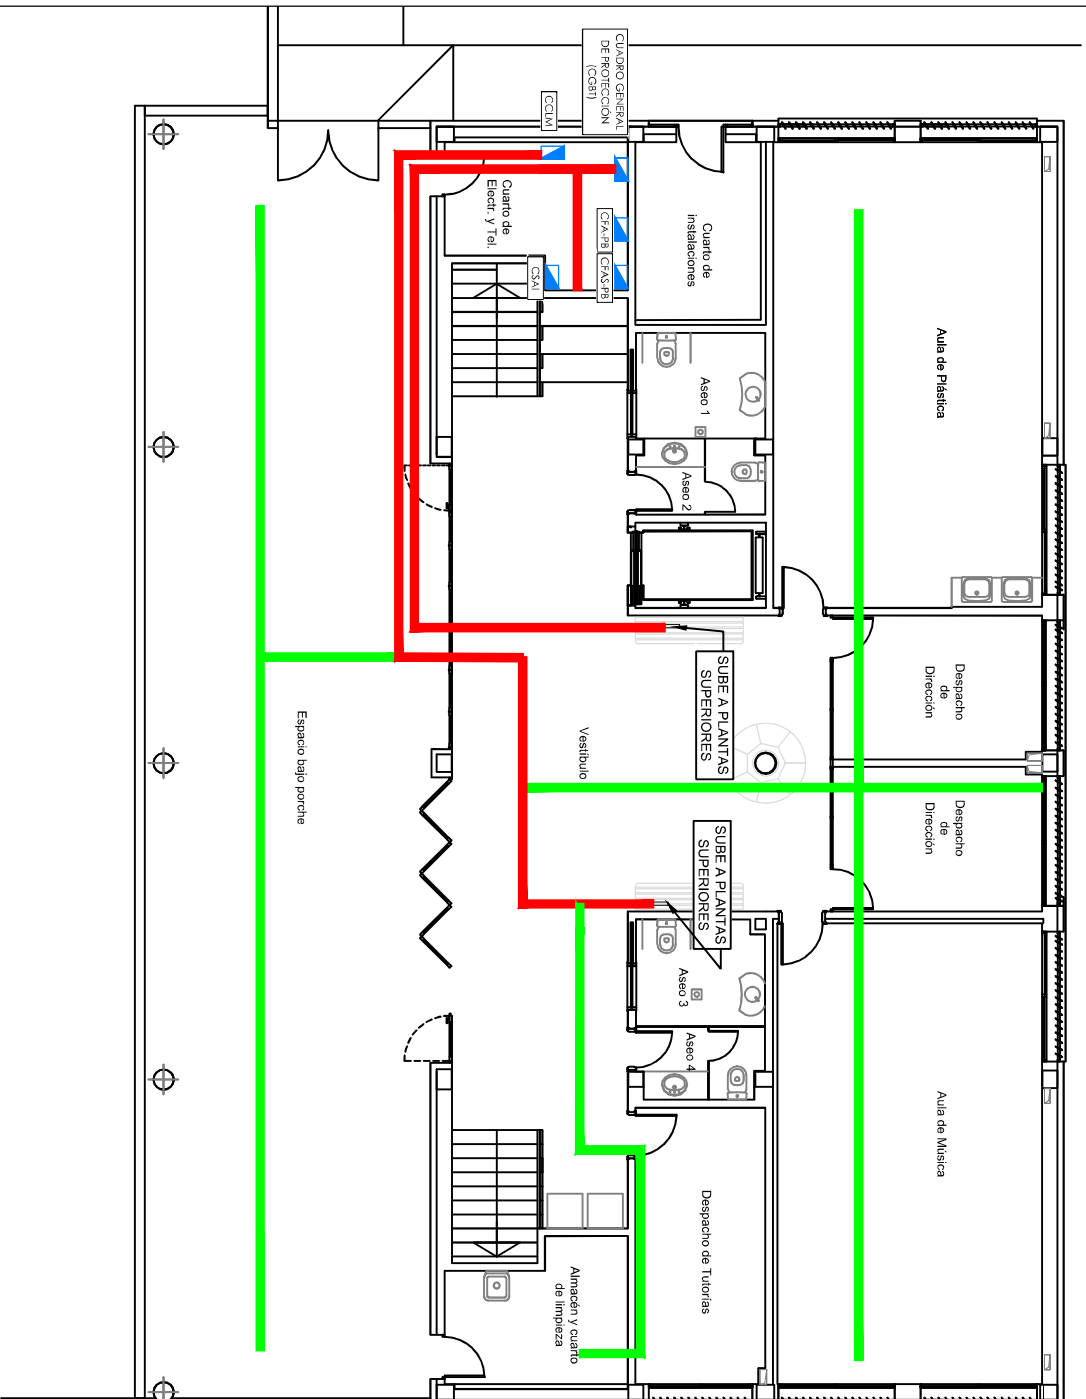 CUADRO GENERAL
DE PROTECCIÓN
(CGBT)
CCLM
Cuarto de
Electr. y Tel.
CFA-PB
CFAS-PB
CSAI
Cuarto de
instalaciones
Aula de Plástica
Aseo 1
Aseo 2
SUBE A PLANTAS
SUPERIORES
Despacho
de
Dirección
Vestíbulo
Espacio bajo porche
Despacho
de
Dirección
SUBE A PLANTAS
SUPERIORES
Aseo 3
Aseo 4
Aula de Música
Despacho de Tutorías
Almacén y cuarto
de limpieza